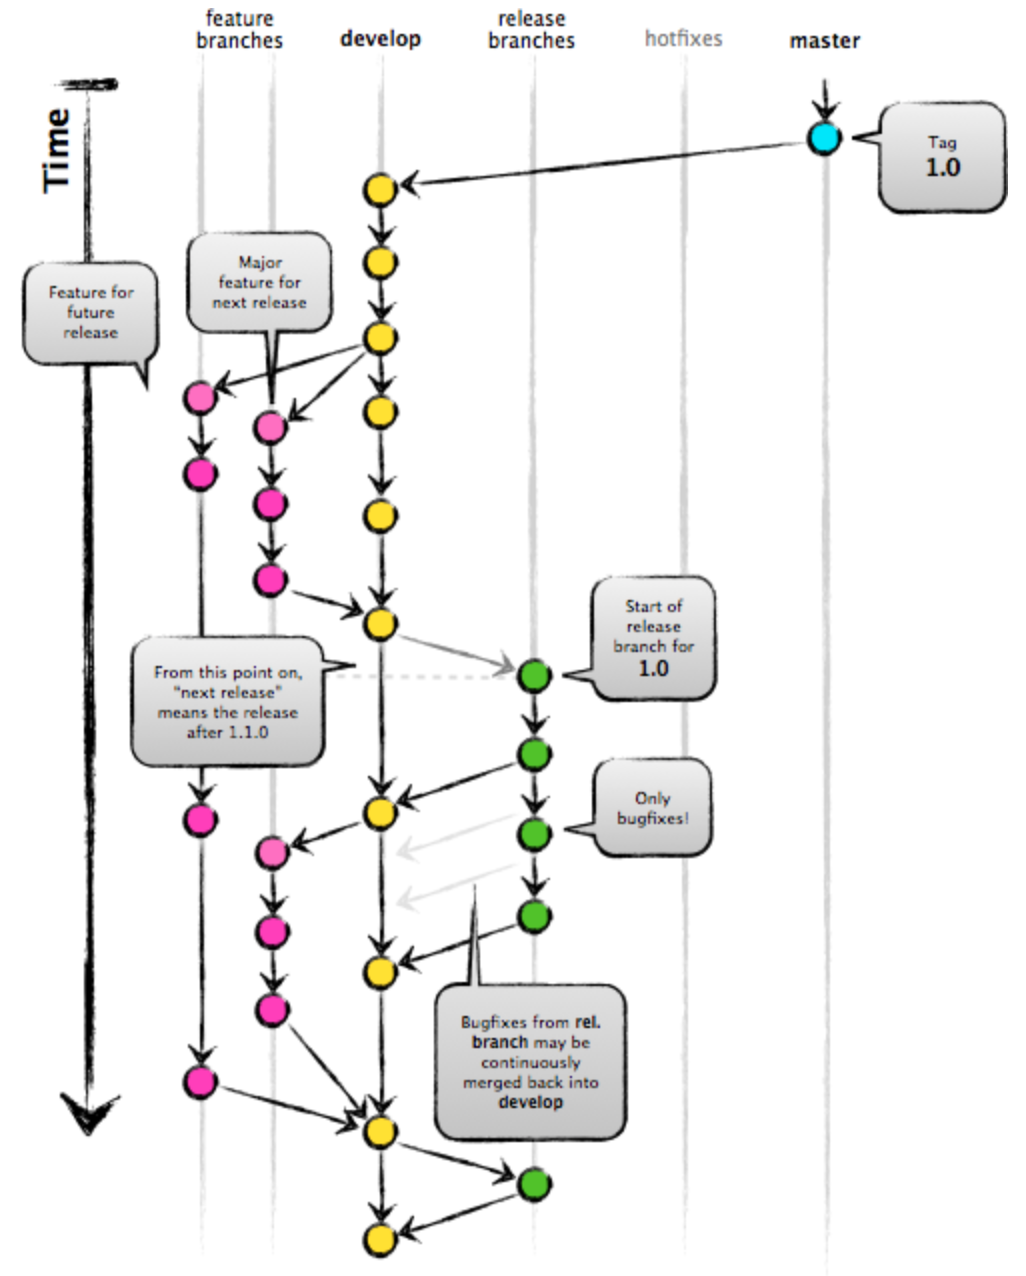 feature
branches
develop
release
branches
hotfixes
master
Time
Tag
1.0
Major
feature for
next release
Feature for
future
release
Start of
release
branch for
1.0
From this point on,
"next release"
means the release
after 1.1.0
Only
bugfixes!
Bugfixes from rel.
branch may be
continuously
merged back into
develop